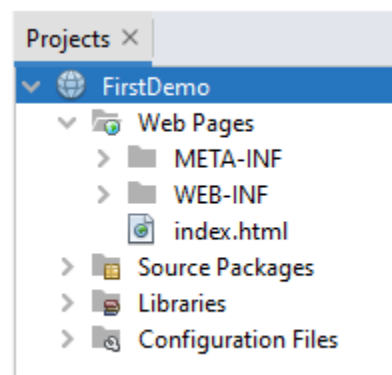 Projects
FirstDemo
Web Pages
META-INF
WEB-INF
index.html
Source Packages
Libraries
Configuration Files